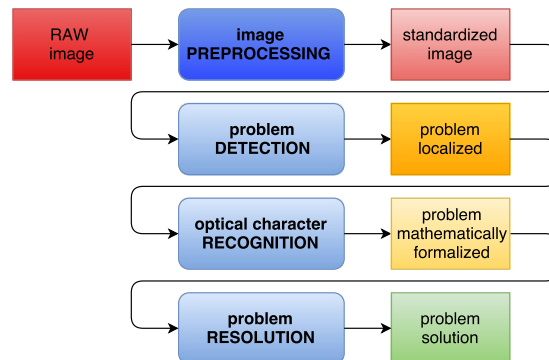 RAW
image
image
PREPROCESSING
standardized
image
problem
DETECTION
problem
localized
optical character
RECOGNITION
problem
mathematically
formalized
problem
RESOLUTION
problem
solution